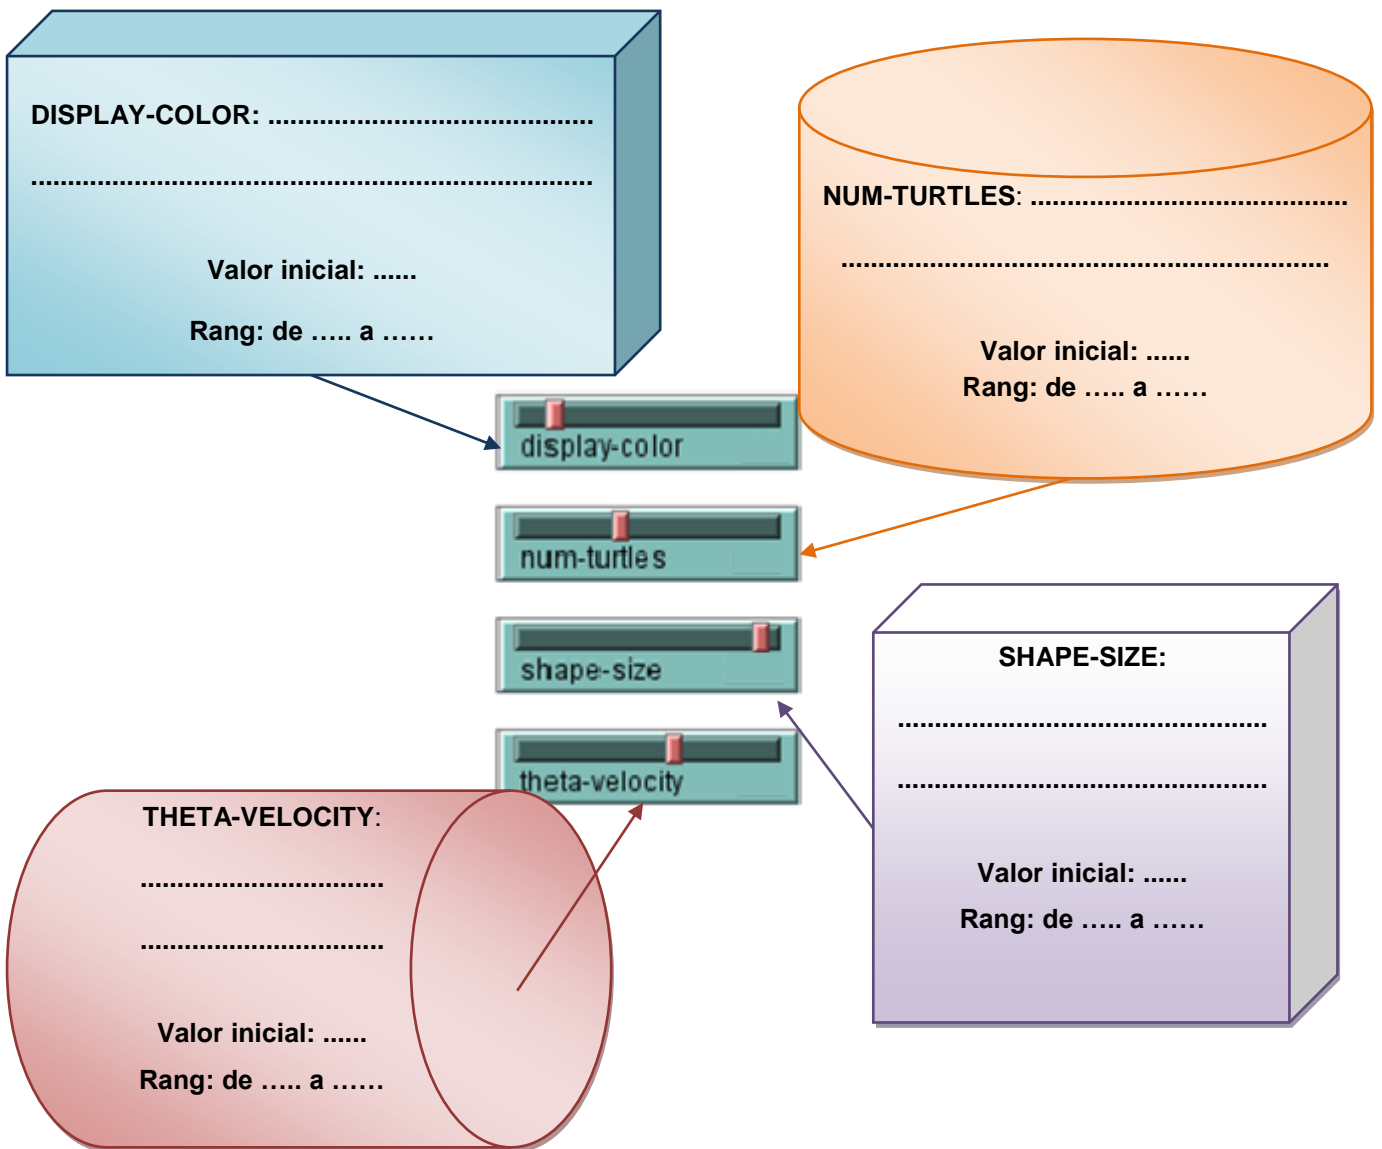 DISPLAY-COLOR: ............................................
............................................................................
Valor inicial: ......
Rang: de ….. a ……
NUM-TURTLES: ...........................................
..................................................................
Valor inicial: ......
Rang: de ….. a ……
display-color
num-turtles
shape-size
theta-velocity
SHAPE-SIZE:
..................................................
..................................................
Valor inicial: ......
Rang: de ….. a ……
THETA-VELOCITY:
.................................
.................................
Valor inicial: ......
Rang: de ….. a ……